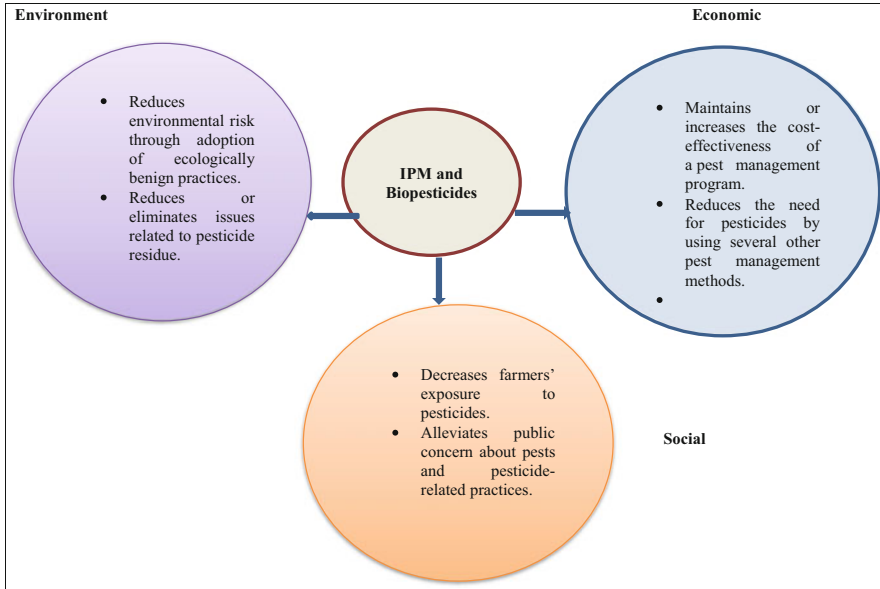 Environment
Economic
• Reduces
environmental risk
through adoption
of ecologically
benign practices.
• Reduces or
eliminates issues
related to pesticide
residue.
IPM and
Biopesticides
• Maintains or
increases the cost-
effectiveness of
a pest management
program.
• Reduces the need
for pesticides by
using several other
pest management
methods.
•
• Decreases farmers’
exposure to
pesticides.
• Alleviates public
concern about pests
and pesticide-
related practices.
Social